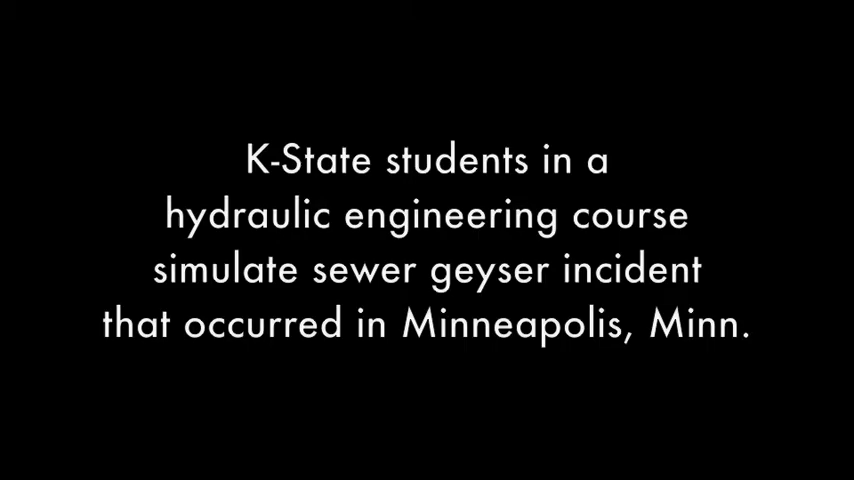 K-State students in a
hydraulic engineering course
simulate sewer geyser incident
that occurred in Minneapolis, Minn.